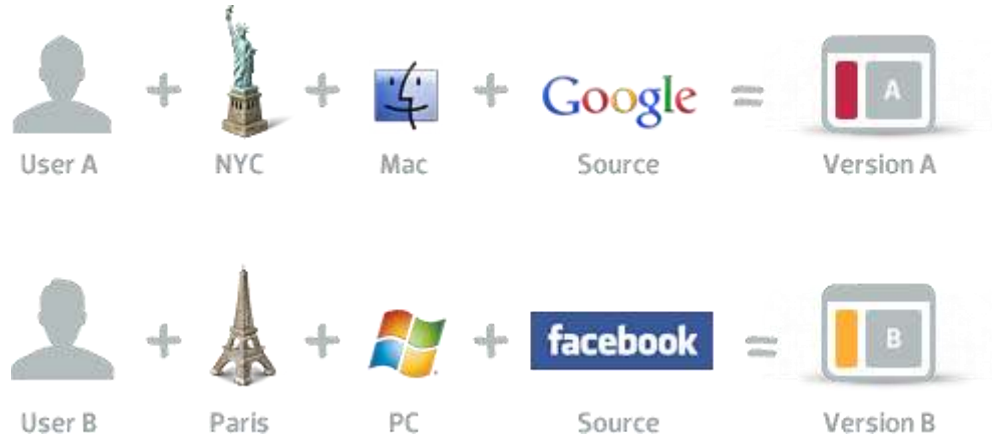 Google
A
User A
NYC
Mac
Source
Version A
facebook
B
User B
Paris
PC
Source
Version B